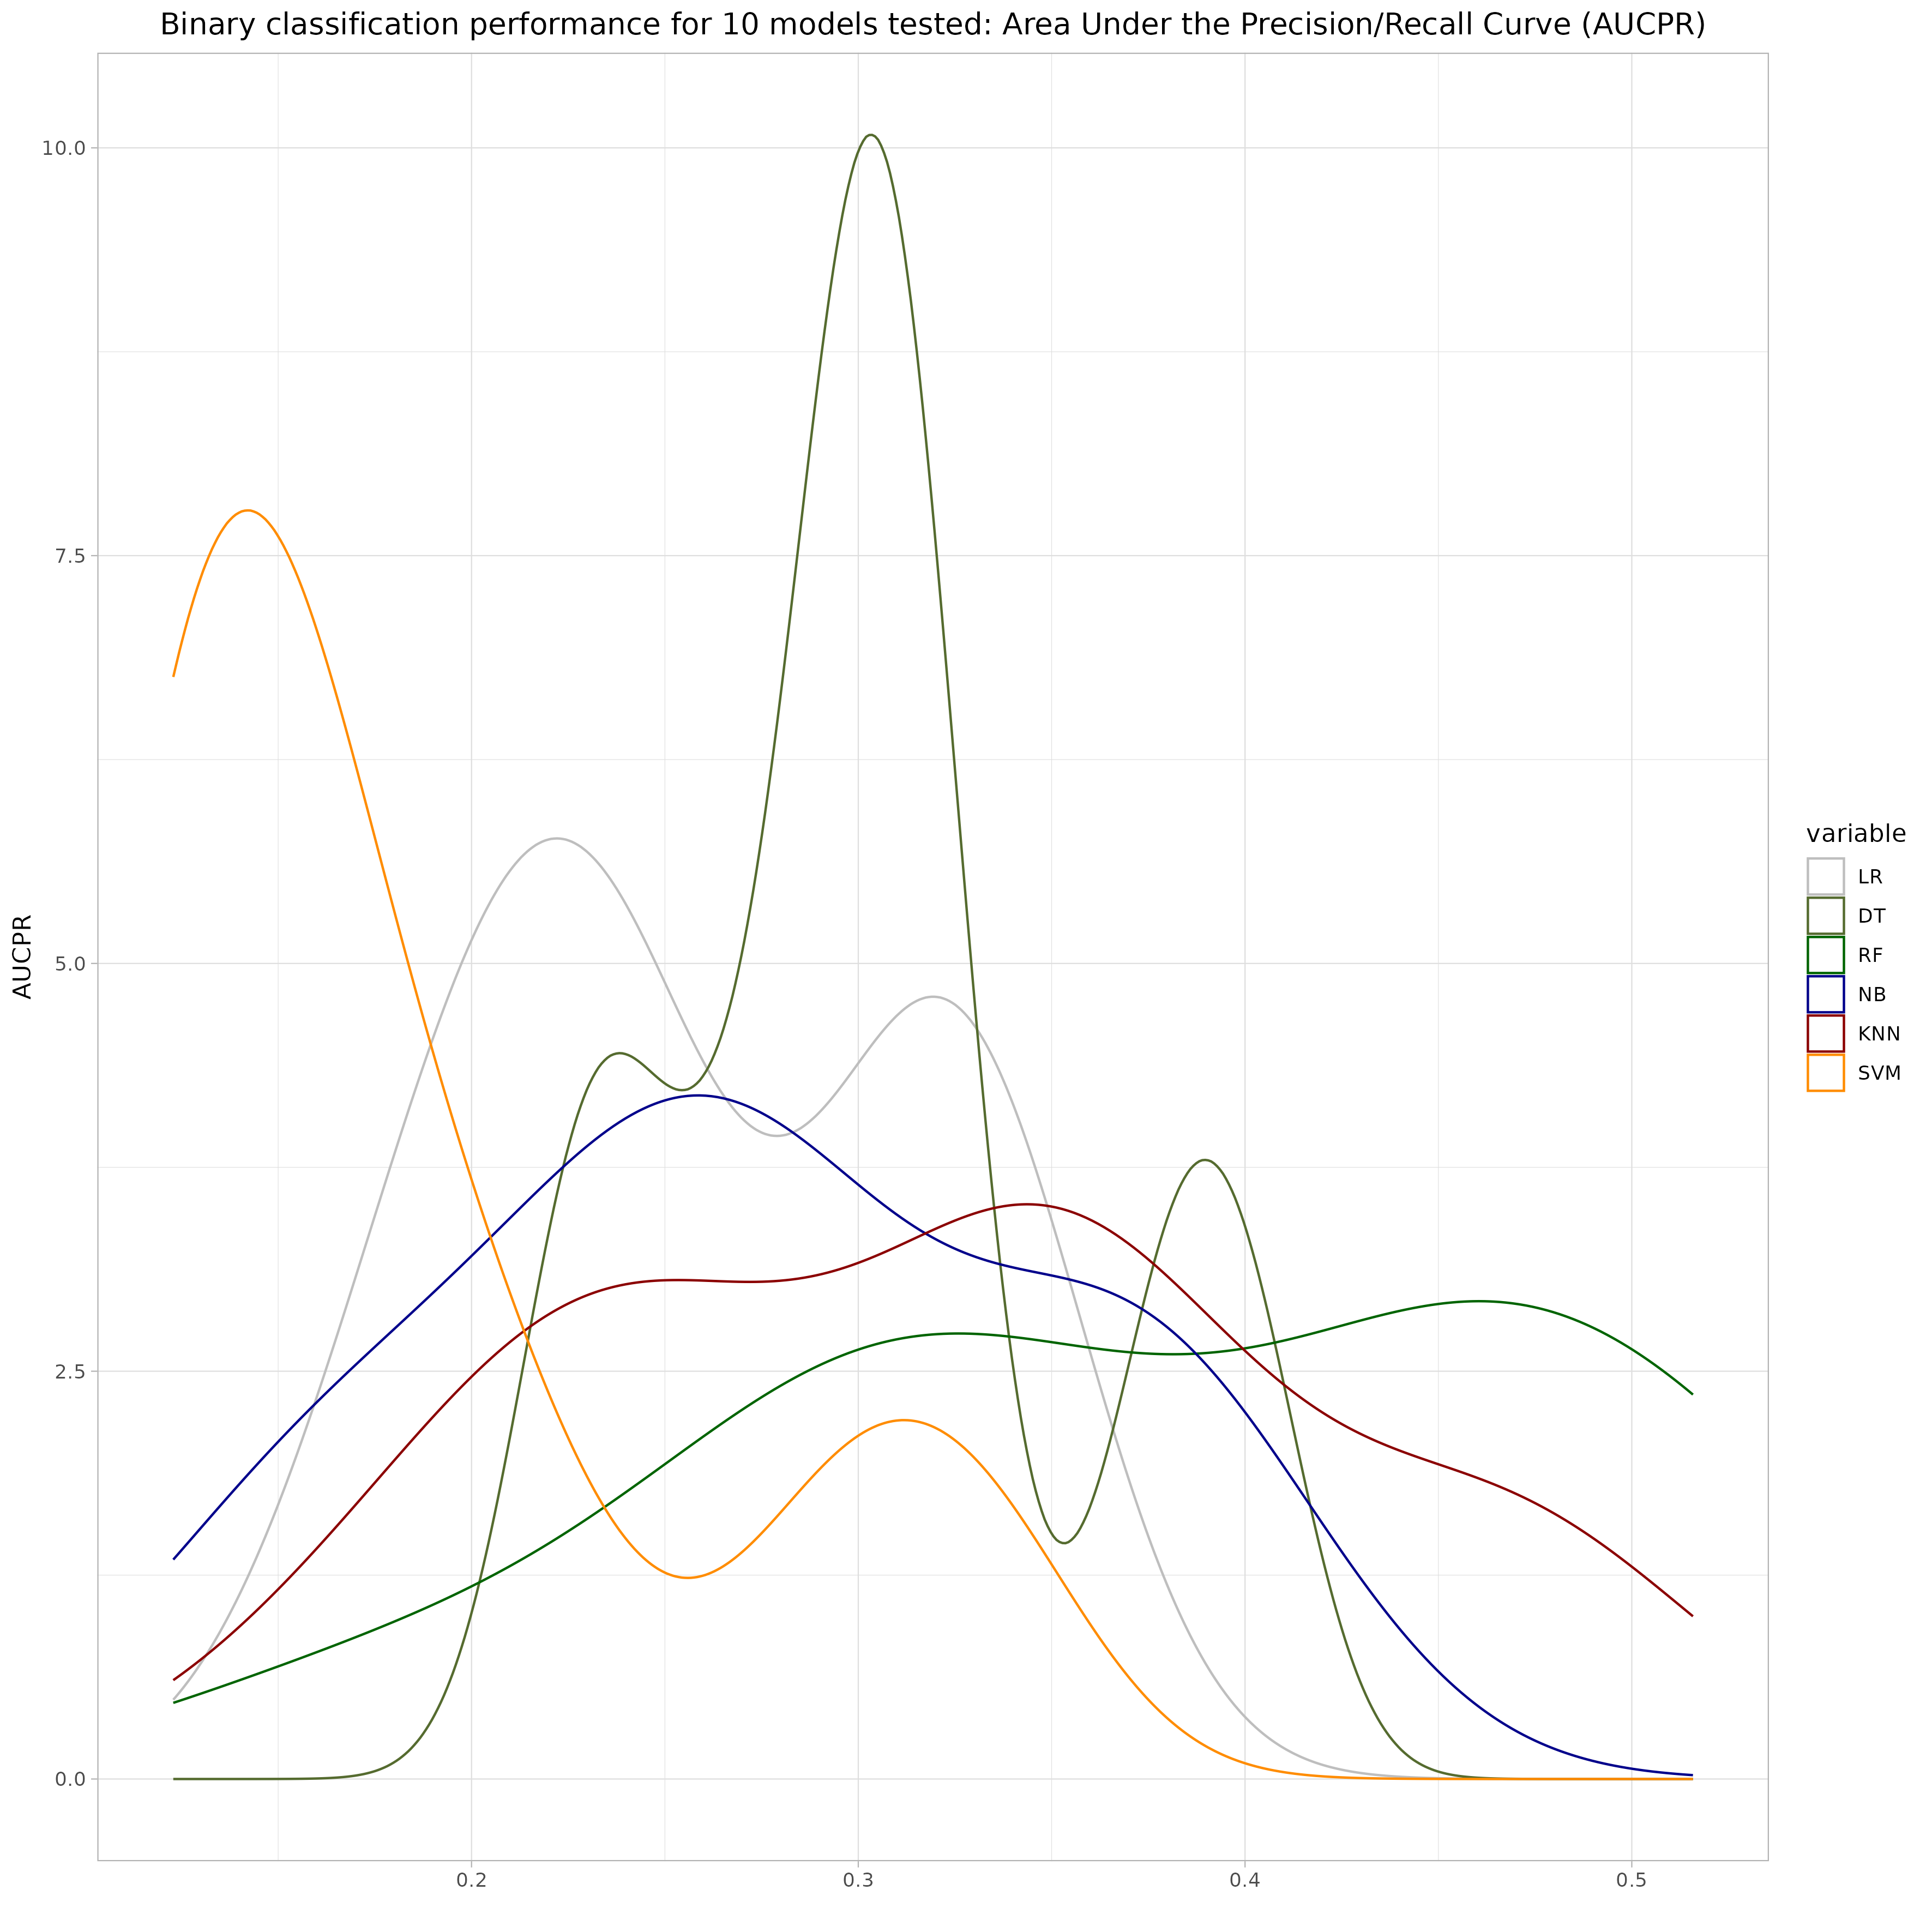 Binary classification performance for 10 models tested: Area Under the Precision/Recall Curve (AUCPR)
AUCPR
10.0
7.5
5.0
2.5
0.0
0.2
0.3
0.4
0.5
variable
LR
DT
RF
NB
KNN
SVM